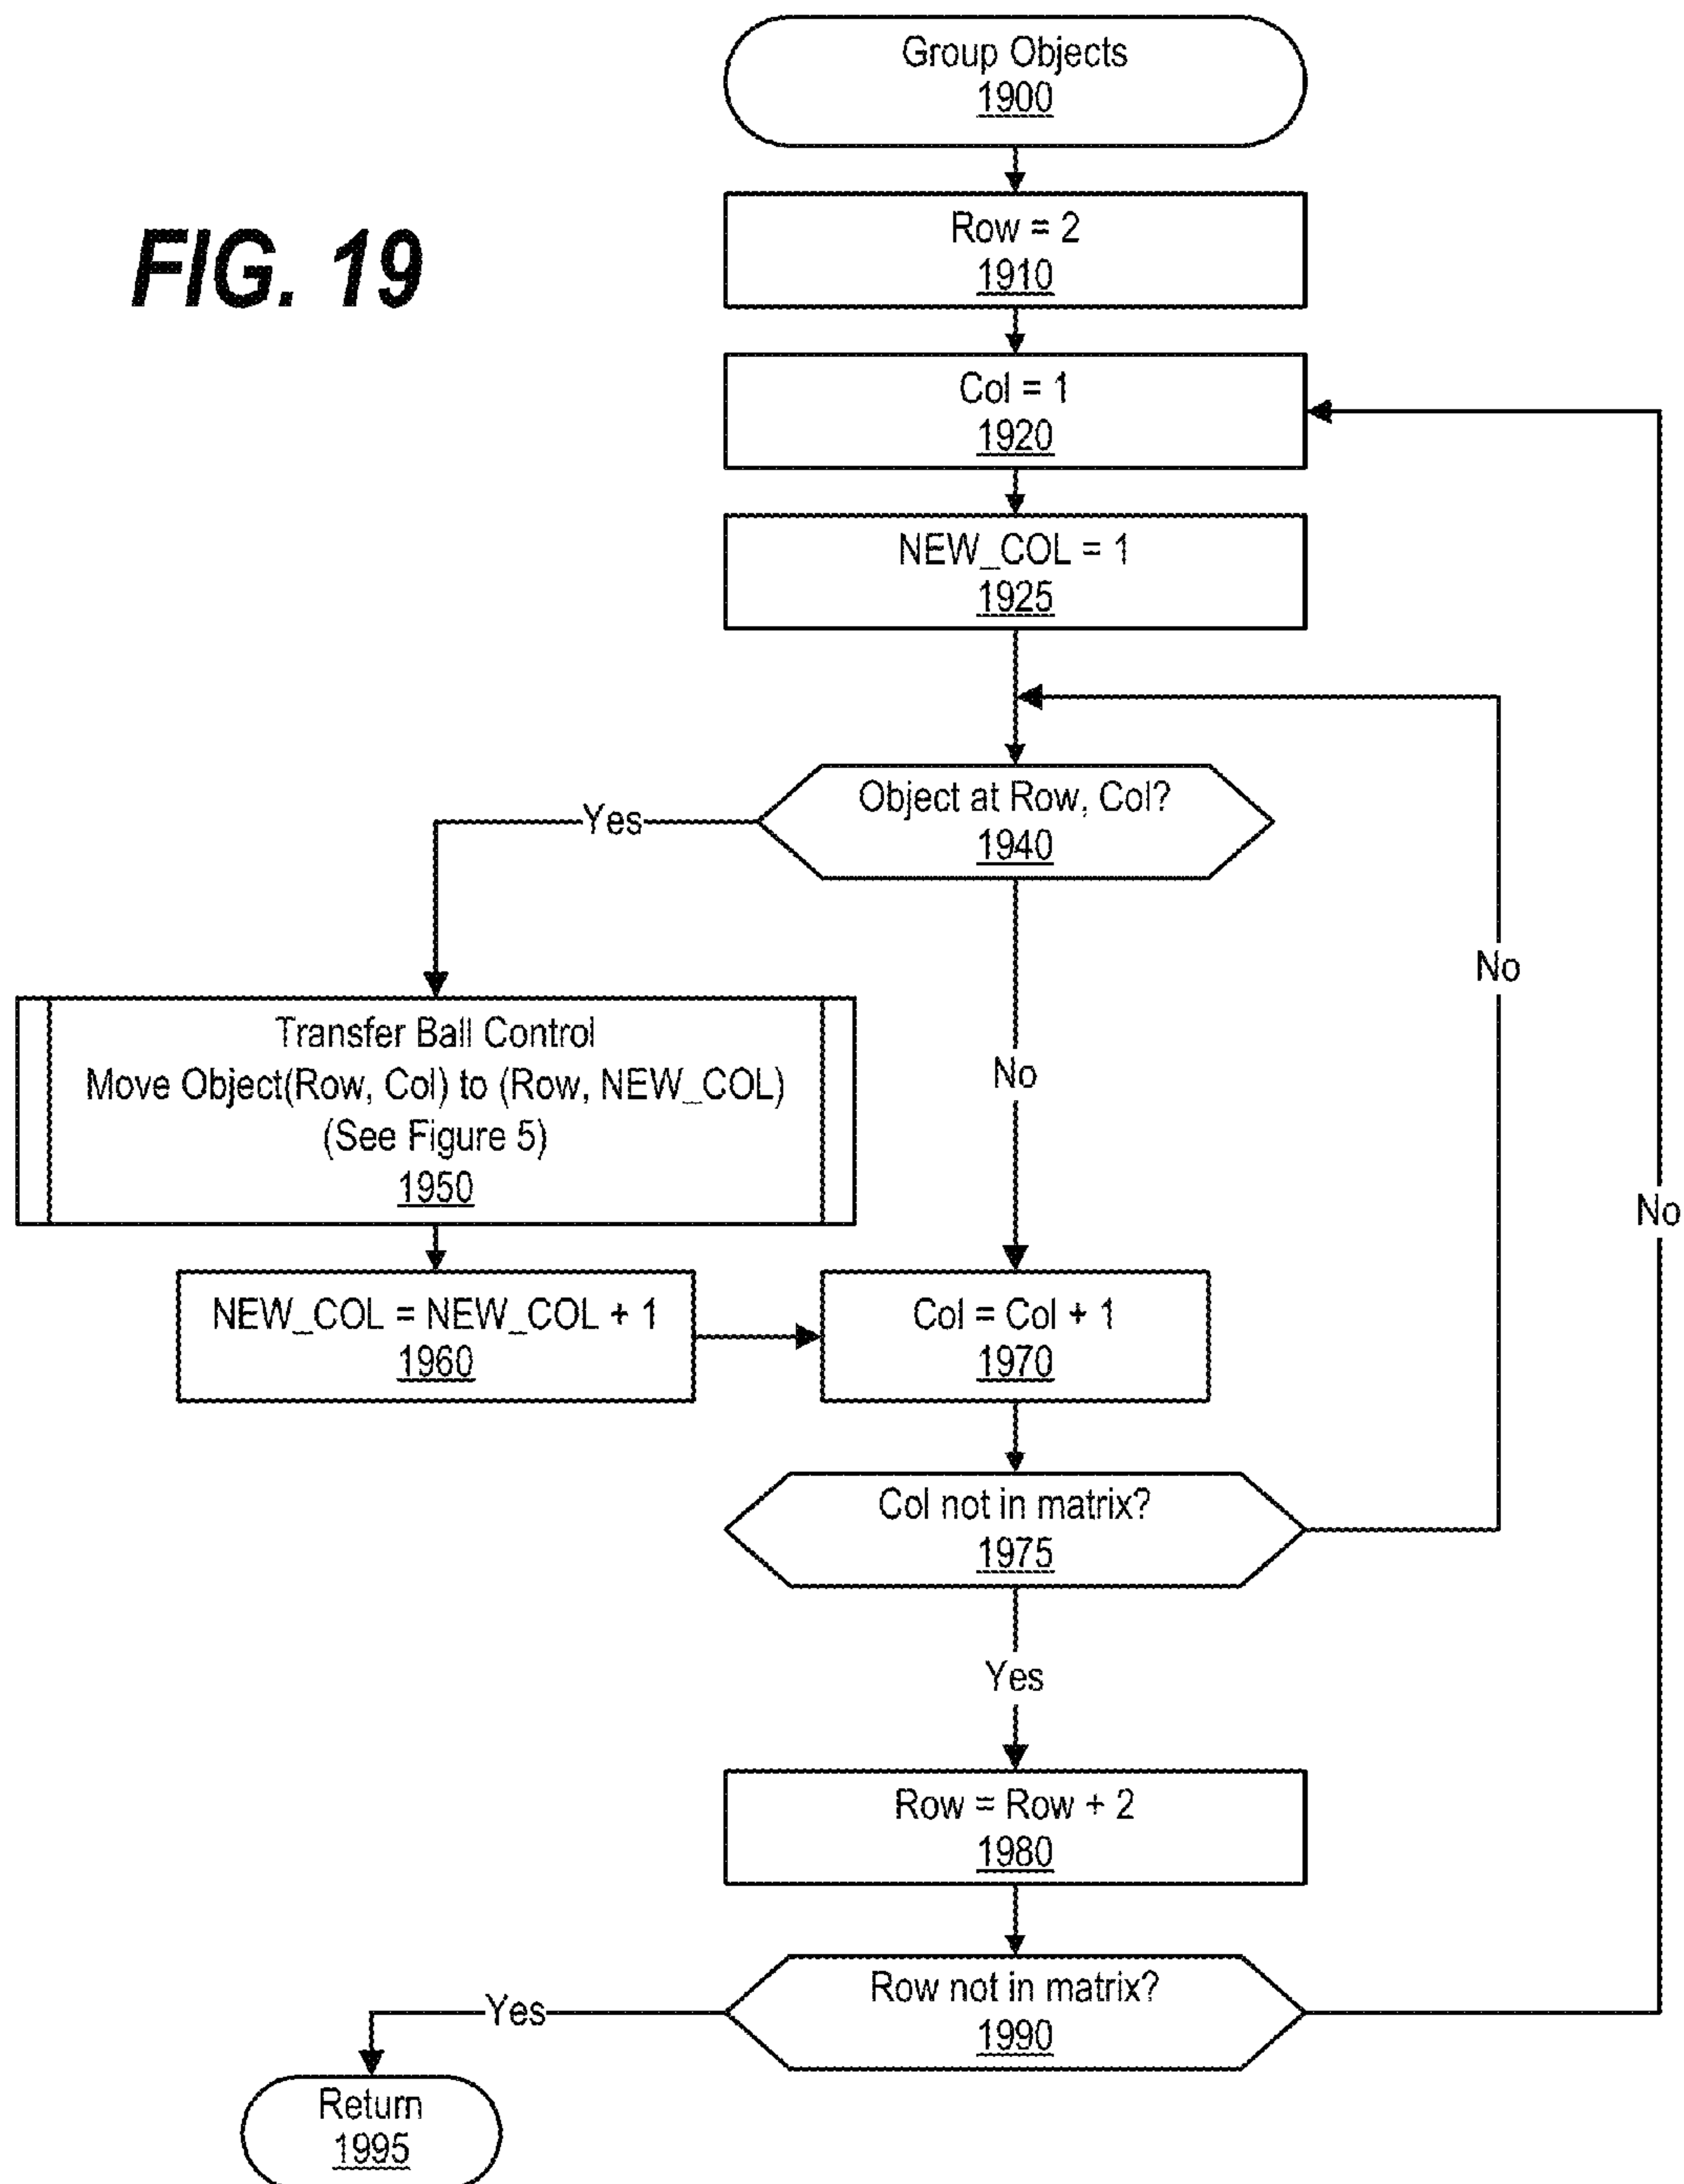 Group Objects
1900
FIG. 19
Row = 2
1910
Col = 1
1920
NEW_COL = 1
1925
Object at Row, Col?
1940
Yes
No
No
Transfer Ball Control
Move Object(Row, Col) to (Row, NEW_COL)
(See Figure 5)
1950
No
NEW_COL = NEW_COL + 1
1960
Col = Col + 1
1970
Col not in matrix?
1975
Yes
Row = Row + 2
1980
Row not in matrix?
1990
Yes
Return
1995